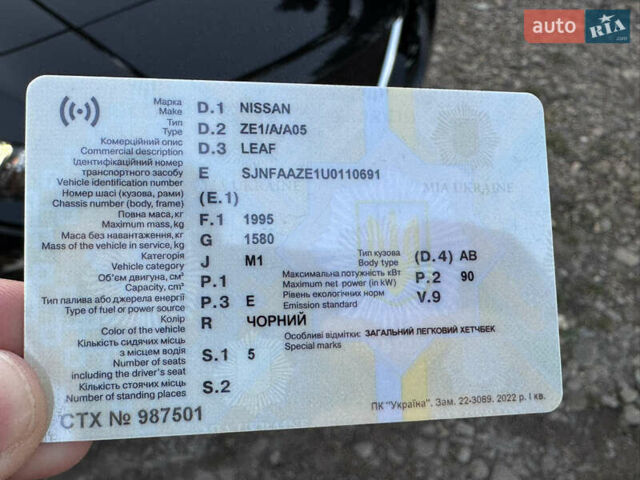 auto RIA.com
Марка
Make
D.1 NISSAN
Тип
Type
D.2 ZE1/A/A05
Комерційний опис
Commercial description
D.3 LEAF
Ідентифікаційний номер
транспортного засобу
Vehicle identification number
E SJNFAAZE1U0110691
Номер шасі (кузова, рами)
Chassis number (body, frame)
(E.1)
Повна маса, кг
Maximum mass, kg
F.1 1995
Маса без навантаження, кг
Mass of the vehicle in service, kg
G 1580
Категорія
Vehicle category
J M1
Тип кузова
Body type
(D.4) АВ
Об'єм двигуна, см³
Capacity, cm³
P.1
Максимальна потужність кВт
Maximum net power (in kW)
P.2 90
Тип палива або джерела енергії
Type of fuel or power source
P.3 E
Рівень екологічних норм
Emission standard
V.9
Колір
Color of the vehicle
R ЧОРНИЙ
Особливі відмітки: ЗАГАЛЬНИЙ ЛЕГКОВИЙ ХЕТЧБЕК
Special marks
Кількість сидячих місць
з місцем водія
Number of seats
including the driver's seat
S.1 5
Кількість стоячих місць
Number of standing places
S.2
СТХ № 987501
ПК "Україна". Зам. 22-3089. 2022 р. I кв.
MIA UKRAINE